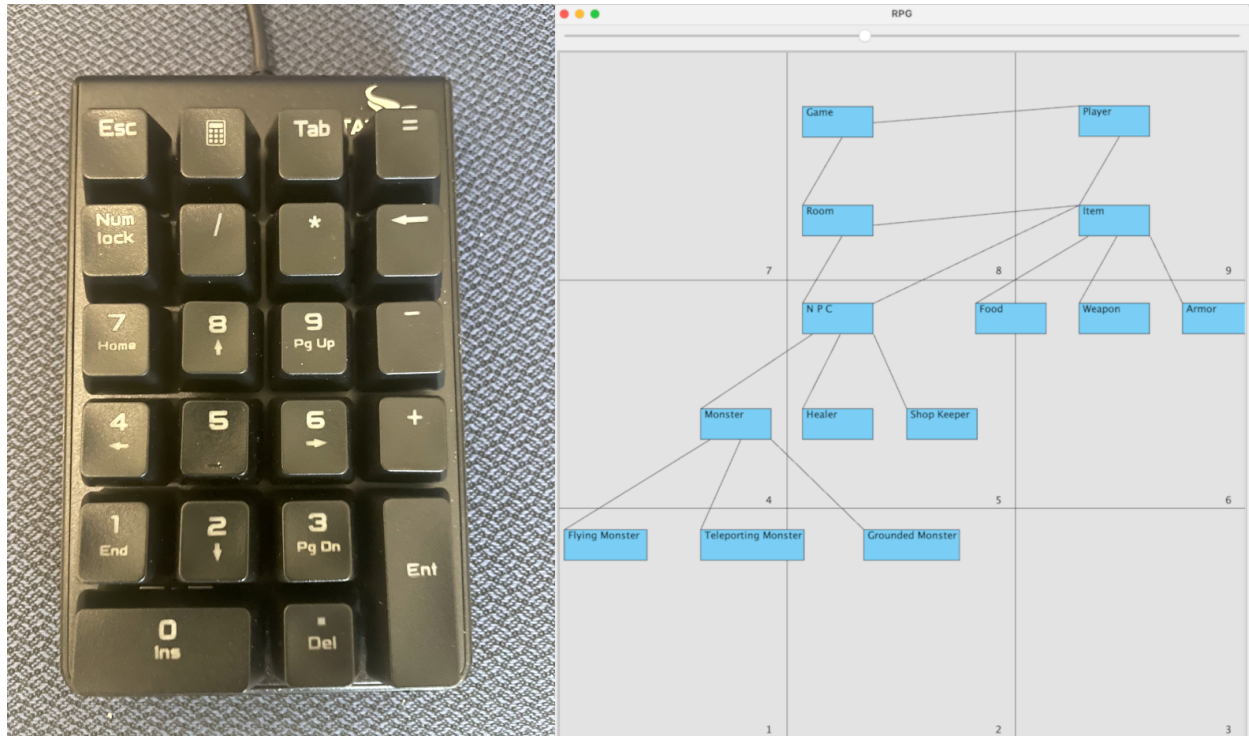 Esc
Tab
=
Num
lock
/
*
7
Home
8
9
Pg Up
-
4
5
6
+
1
End
2
3
Pg Dn
Ent
0
Ins
.
Del
RPG
Game
Player
Room
Item
7
8
9
N P C
Food
Weapon
Armor
Monster
Healer
Shop Keeper
4
5
6
Flying Monster
Teleporting Monster
Grounded Monster
1
2
3